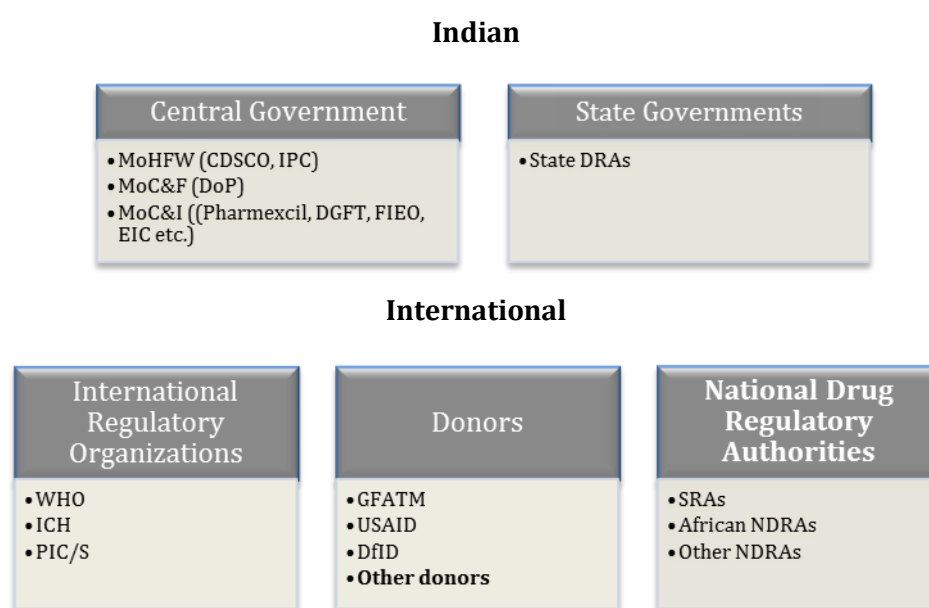 Indian
Central Government
• MoHFW (CDSCO, IPC)
• MoC&F (DoP)
• MoC&I ((Pharmexcil, DGFT, FIEO,
EIC etc.)
State Governments
• State DRAs
International
International
Regulatory
Organizations
• WHO
• ICH
• PIC/S
Donors
• GFATM
• USAID
• DfID
• Other donors
National Drug
Regulatory
Authorities
• SRAs
• African NDRAs
• Other NDRAs